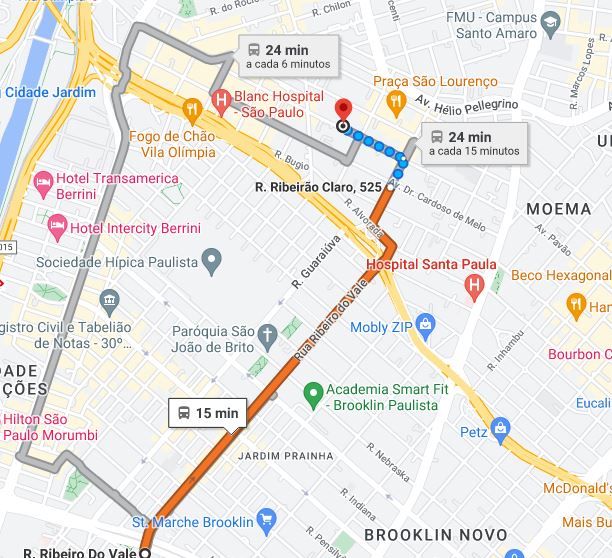 R. do Rocio
FMU - Campus
Santo Amaro
24 min
a cada 6 minutos
R. Marcos Lopes
Praça São Lourenço
Cidade Jardim
Blanc Hospital
- São Paulo
Av. Hélio Pellegrino
Fogo de Chão
Vila Olímpia
24 min
a cada 15 minutos
R. Bugio
Hotel Transamerica
Berrini
R. Ribeirão Claro, 525
Av. Dr. Cardoso de Melo
MOEMA
R. Alvorada
Hotel Intercity Berrini
Av. Pavão
015
Sociedade Hípica Paulista
R. Guaraiúva
Hospital Santa Paula
Beco Hexagonal
Rua Ribeiro do Vale
egistro Civil e Tabelião
de Notas - 30º...
Paróquia São
João de Brito
Mobly ZIP
R. Inhambu
Bourbon C
DADE
ÇÕES
Academia Smart Fit
- Brooklin Paulista
Eucali
15 min
Hilton São
Paulo Morumbi
Petz
R. Nebraska
JARDIM PRAINHA
McDonald's
R. Indiana
St. Marche Brooklin
Mais Bu
BROOKLIN NOVO
R. Pensilv
R. Ribeiro Do Vale